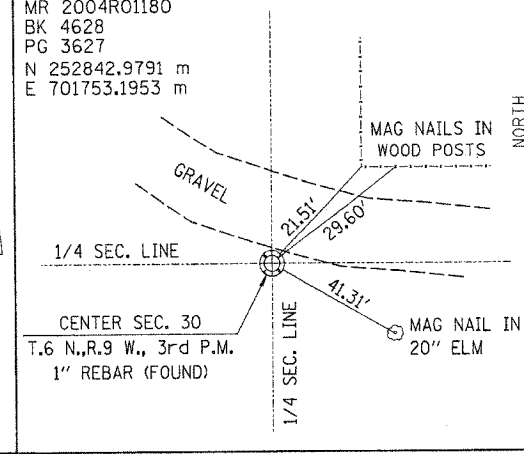 MR 2004R01180
BK 4628
PG 3627
N 252842.9791 m
E 701753.1953 m
MAG NAILS IN
WOOD POSTS
NORTH
GRAVEL
21.51'
29.60'
1/4 SEC. LINE
41.31'
CENTER SEC. 30
T.6 N.,R.9 W., 3rd P.M.
1" REBAR (FOUND)
1/4 SEC. LINE
MAG NAIL IN
20" ELM